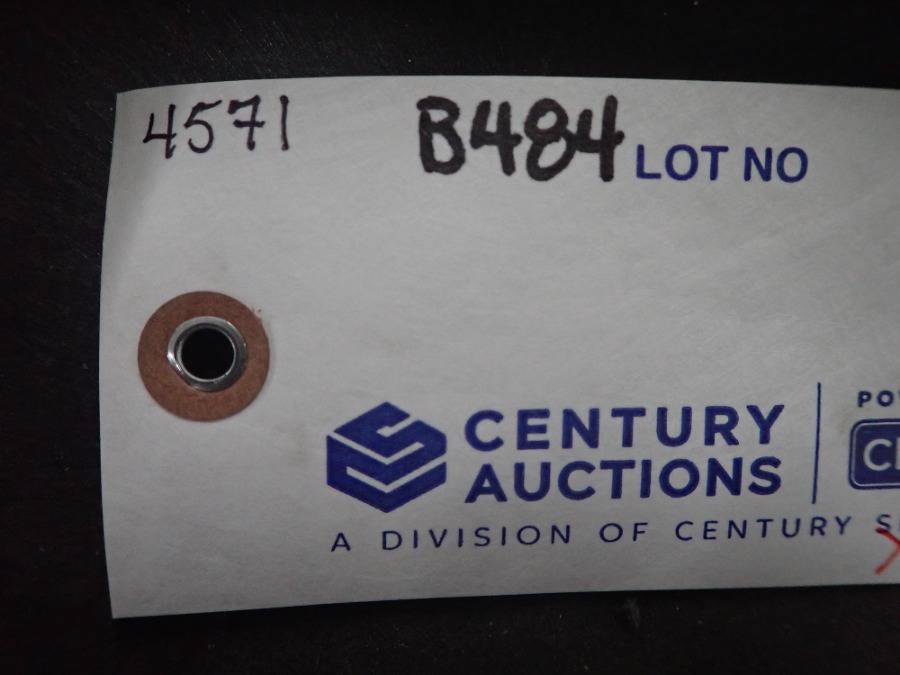 4571 B484 LOT NO
CENTURY
AUCTIONS
A DIVISION OF CENTURY